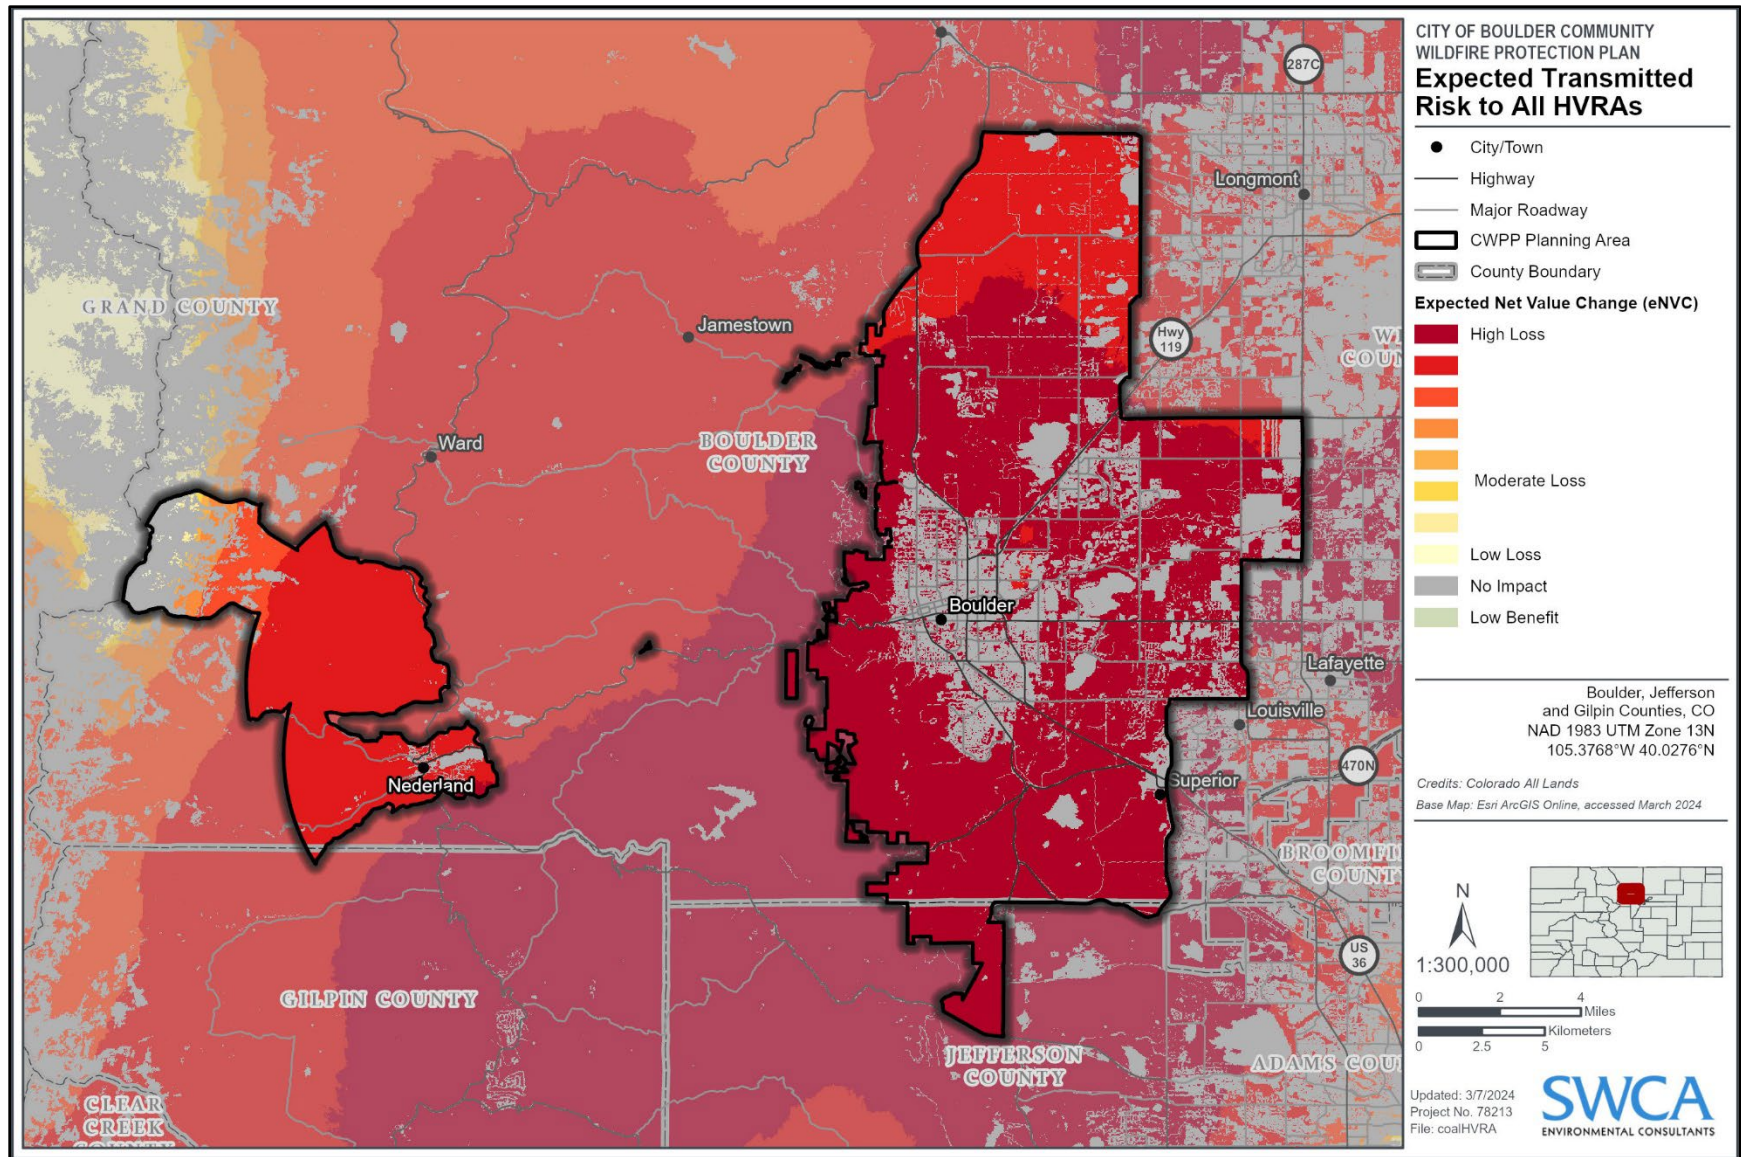 CITY OF BOULDER COMMUNITY
WILDFIRE PROTECTION PLAN
Expected Transmitted
Risk to All HVRAs
City/Town
Highway
Major Roadway
CWPP Planning Area
County Boundary
Expected Net Value Change (eNVC)
High Loss
Moderate Loss
Low Loss
No Impact
Low Benefit
Boulder, Jefferson
and Gilpin Counties, CO
NAD 1983 UTM Zone 13N
105.3768°W 40.0276°N
Credits: Colorado All Lands
Base Map: Esri ArcGIS Online, accessed March 2024
N
1:300,000
0 2 4
Miles
Kilometers
0 2.5 5
Updated: 3/7/2024
Project No. 78213
File: coalHVRA
SWCA
ENVIRONMENTAL CONSULTANTS
287C
Longmont
GRAND COUNTY
Jamestown
Hwy
119
Ward
BOULDER
COUNTY
Boulder
Lafayette
Louisville
470N
Superior
Nederland
BROOMFI
COUNT
US
36
GILPIN COUNTY
JEFFERSON
COUNTY
ADAMS COU
CLEAR
CREEK